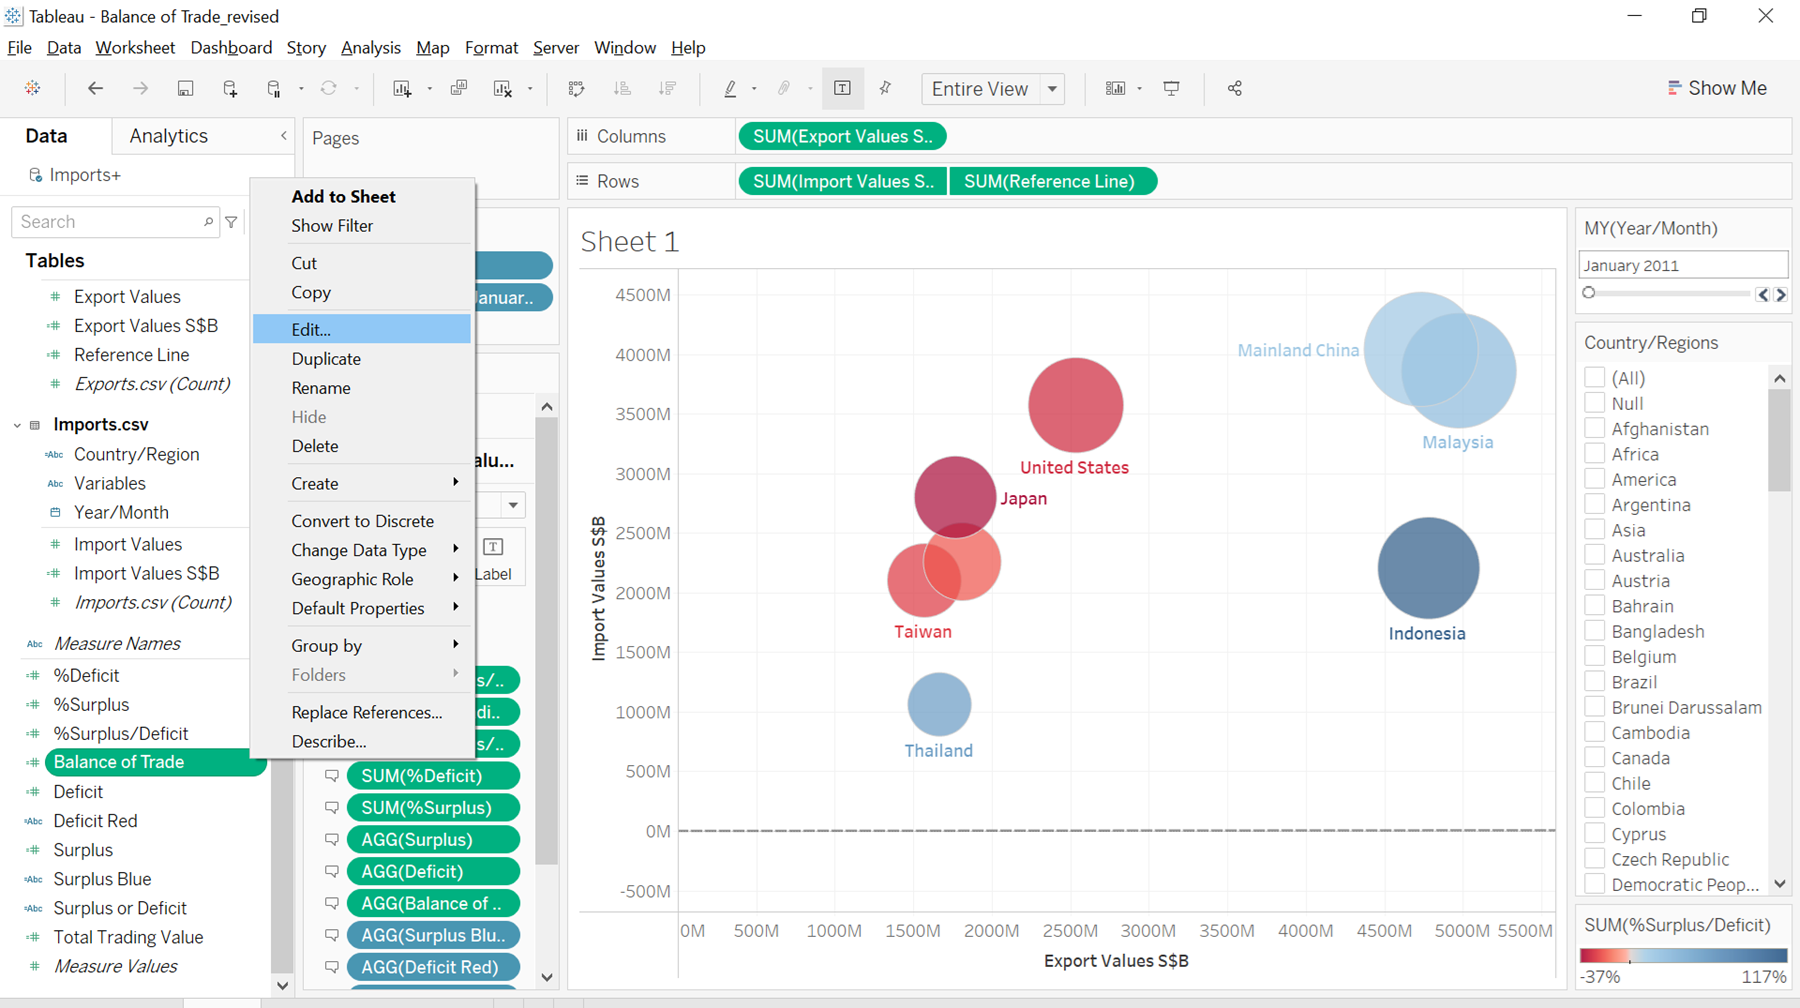 Tableau - Balance of Trade_revised
File Data Worksheet Dashboard Story Analysis Map Format Server Window Help
Entire View
Show Me
Data
Analytics
Imports+
Search
Tables
Export Values
Export Values S$B
Reference Line
Exports.csv (Count)
Imports.csv
Abc Country/Region
Abc Variables
Year/Month
Import Values
Import Values S$B
Imports.csv (Count)
Abc Measure Names
%Deficit
%Surplus
%Surplus/Deficit
Balance of Trade
Deficit
Abc Deficit Red
Surplus
Abc Surplus Blue
Abc Surplus or Deficit
Total Trading Value
Measure Values
Add to Sheet
Show Filter
Cut
Copy
Edit...
Duplicate
Rename
Hide
Delete
Create
Convert to Discrete
Change Data Type
Geographic Role
Default Properties
Group by
Folders
Replace References...
Describe...
Pages
Januar..
alu...
Label
s/..
di..
s/..
SUM(%Deficit)
SUM(%Surplus)
AGG(Surplus)
AGG(Deficit)
AGG(Balance of ..
AGG(Surplus Blu..
AGG(Deficit Red)
Columns
SUM(Export Values S..
Rows
SUM(Import Values S..
SUM(Reference Line)
Sheet 1
4500M
4000M
3500M
3000M
2500M
2000M
1500M
1000M
500M
0M
-500M
Import Values S$B
Mainland China
Malaysia
United States
Japan
Taiwan
Indonesia
Thailand
0M 500M 1000M 1500M 2000M 2500M 3000M 3500M 4000M 4500M 5000M 5500M
Export Values S$B
MY(Year/Month)
January 2011
Country/Regions
(All)
Null
Afghanistan
Africa
America
Argentina
Asia
Australia
Austria
Bahrain
Bangladesh
Belgium
Brazil
Brunei Darussalam
Cambodia
Canada
Chile
Colombia
Cyprus
Czech Republic
Democratic Peop...
SUM(%Surplus/Deficit)
-37% 117%